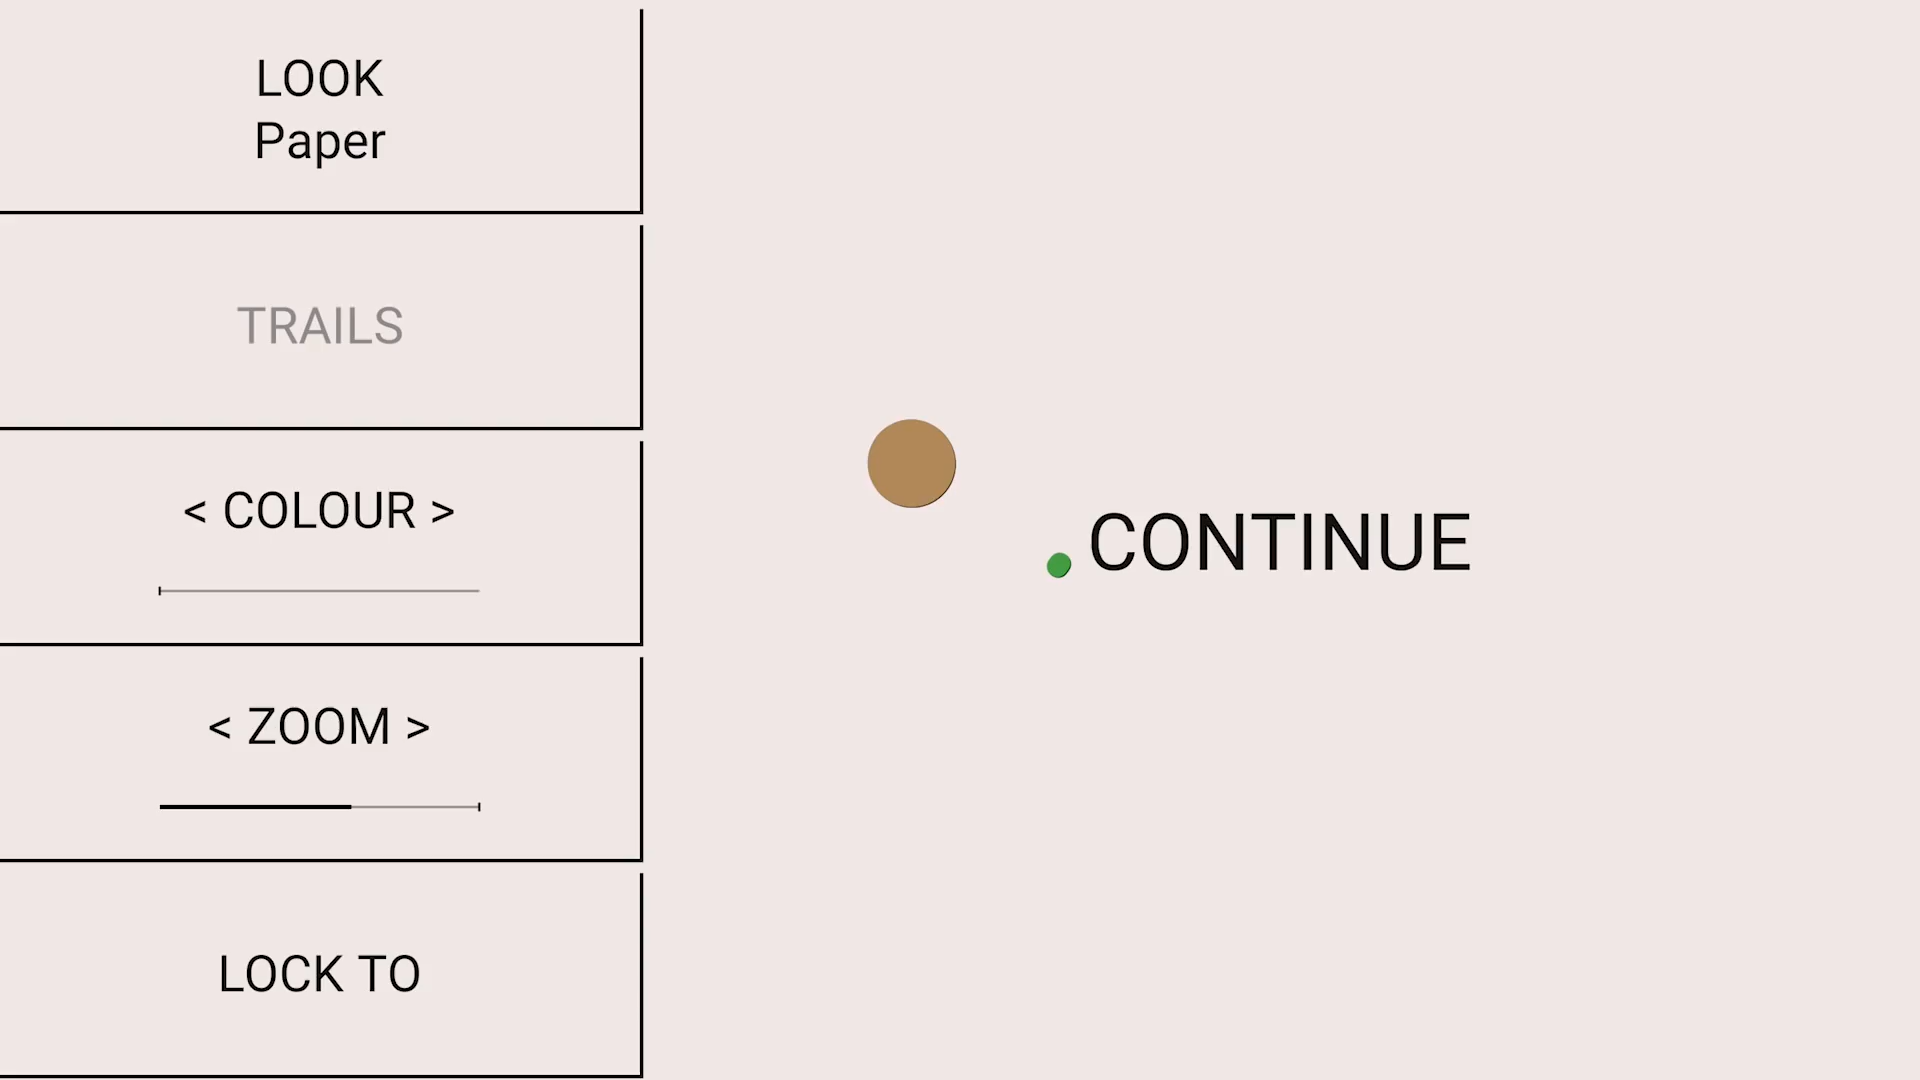 LOOK
Paper
TRAILS
< COLOUR >
< ZOOM >
LOCK TO
CONTINUE